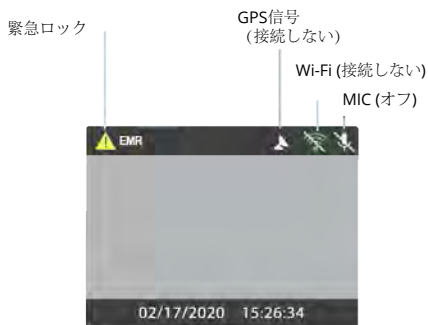 緊急ロック
GPS信号
(接続しない)
Wi-Fi (接続しない)
MIC (オフ)
EMR
02/17/2020 15:26:34